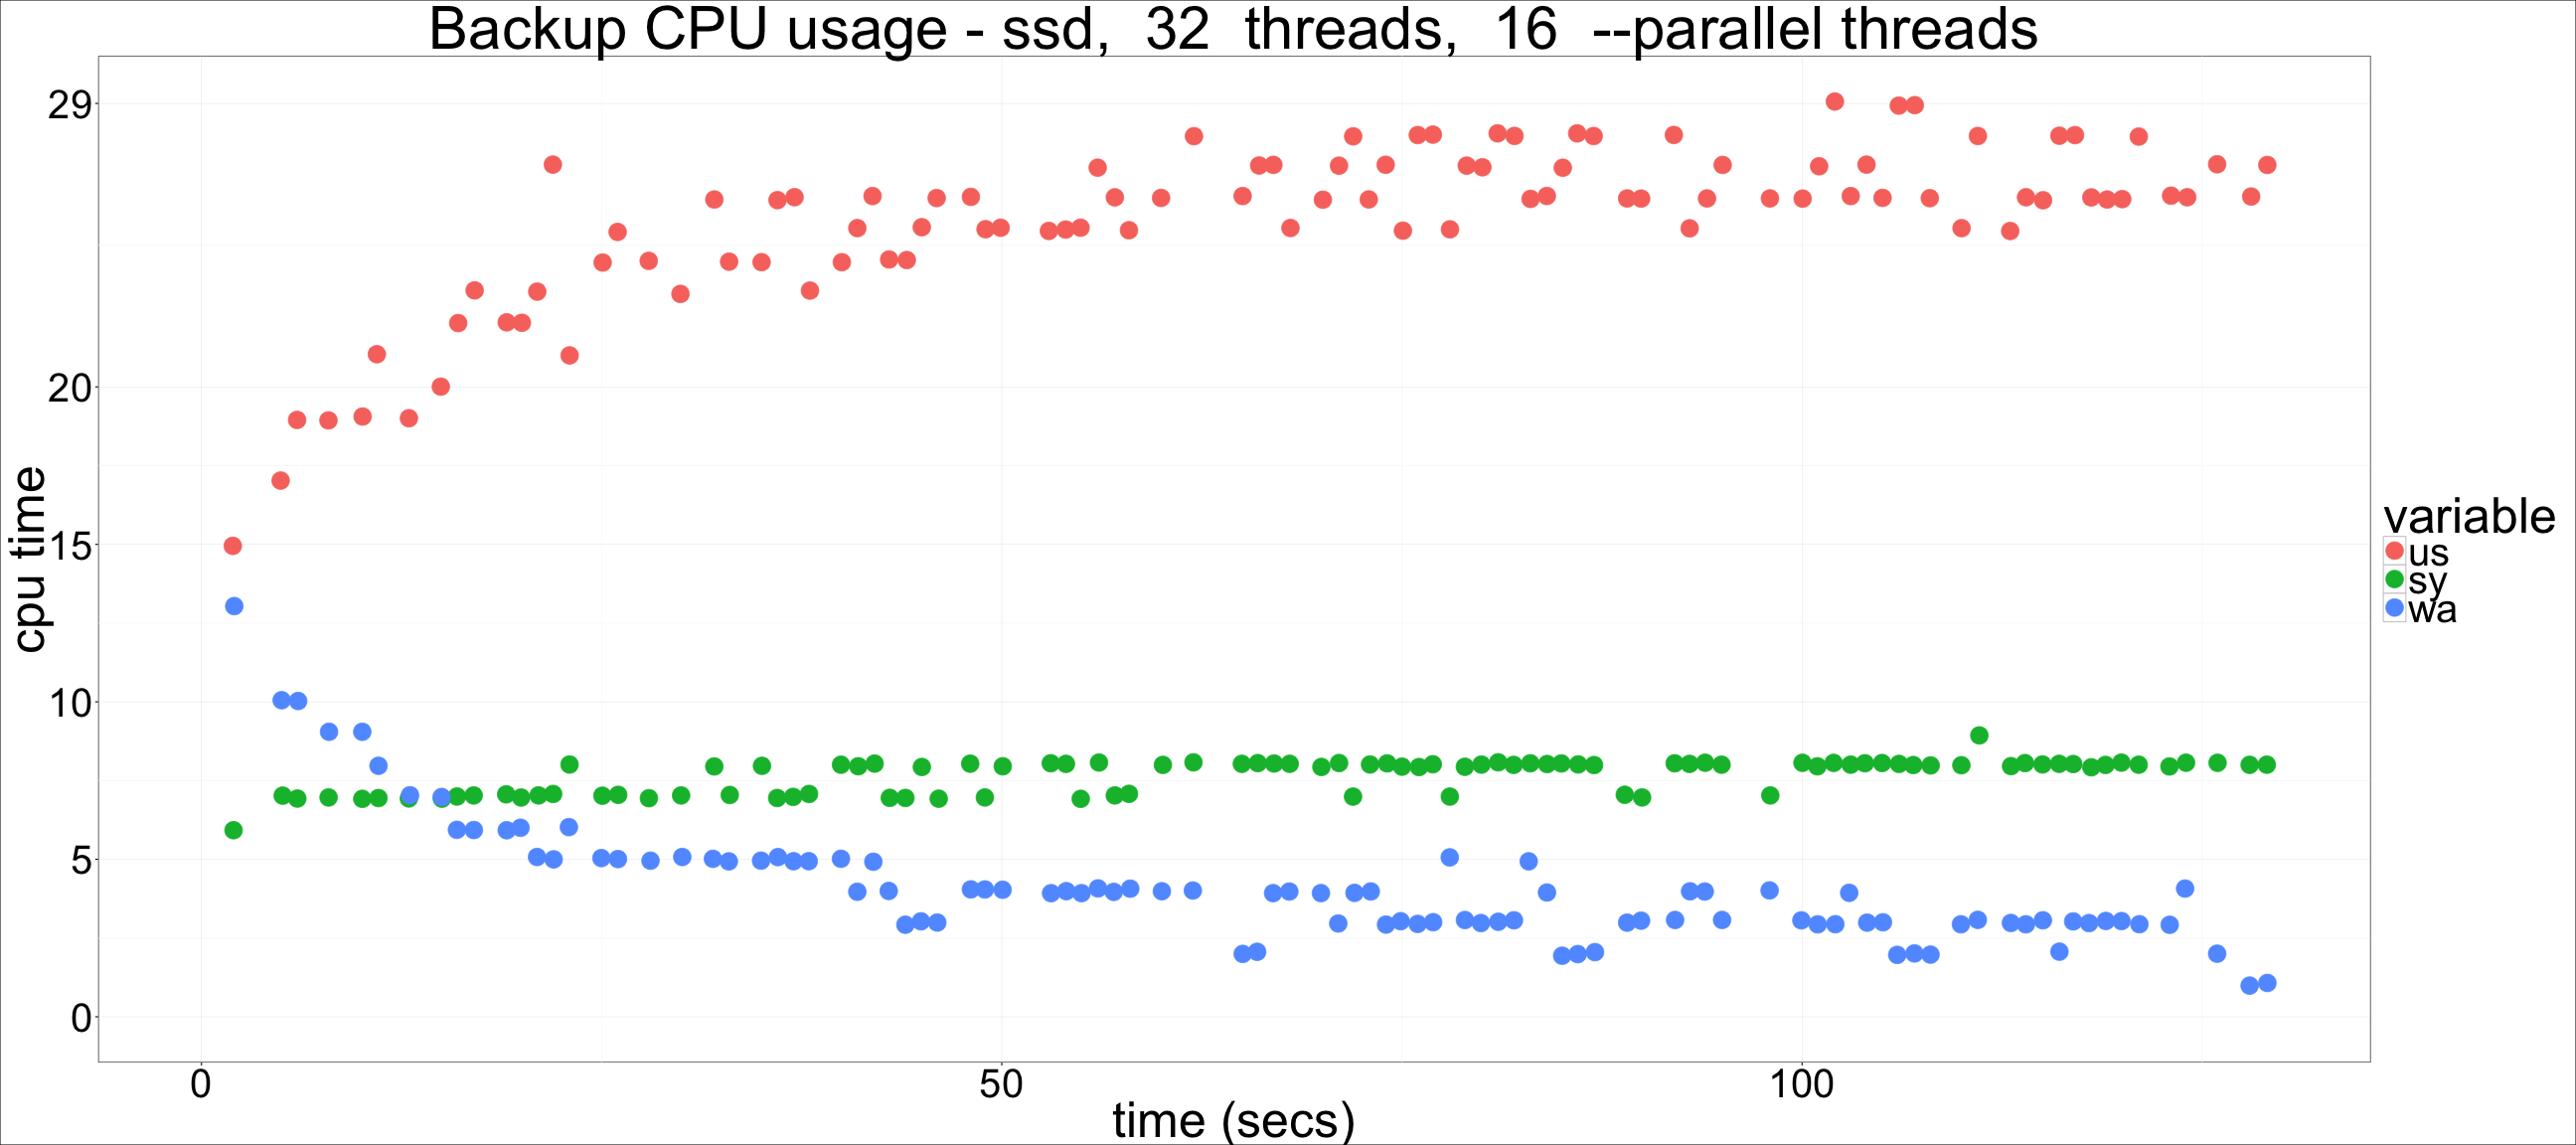 Backup CPU usage - ssd, 32 threads, 16 --parallel threads
29
20
15
10
5
0
cpu time
0 50 100
time (secs)
variable
us
sy
wa